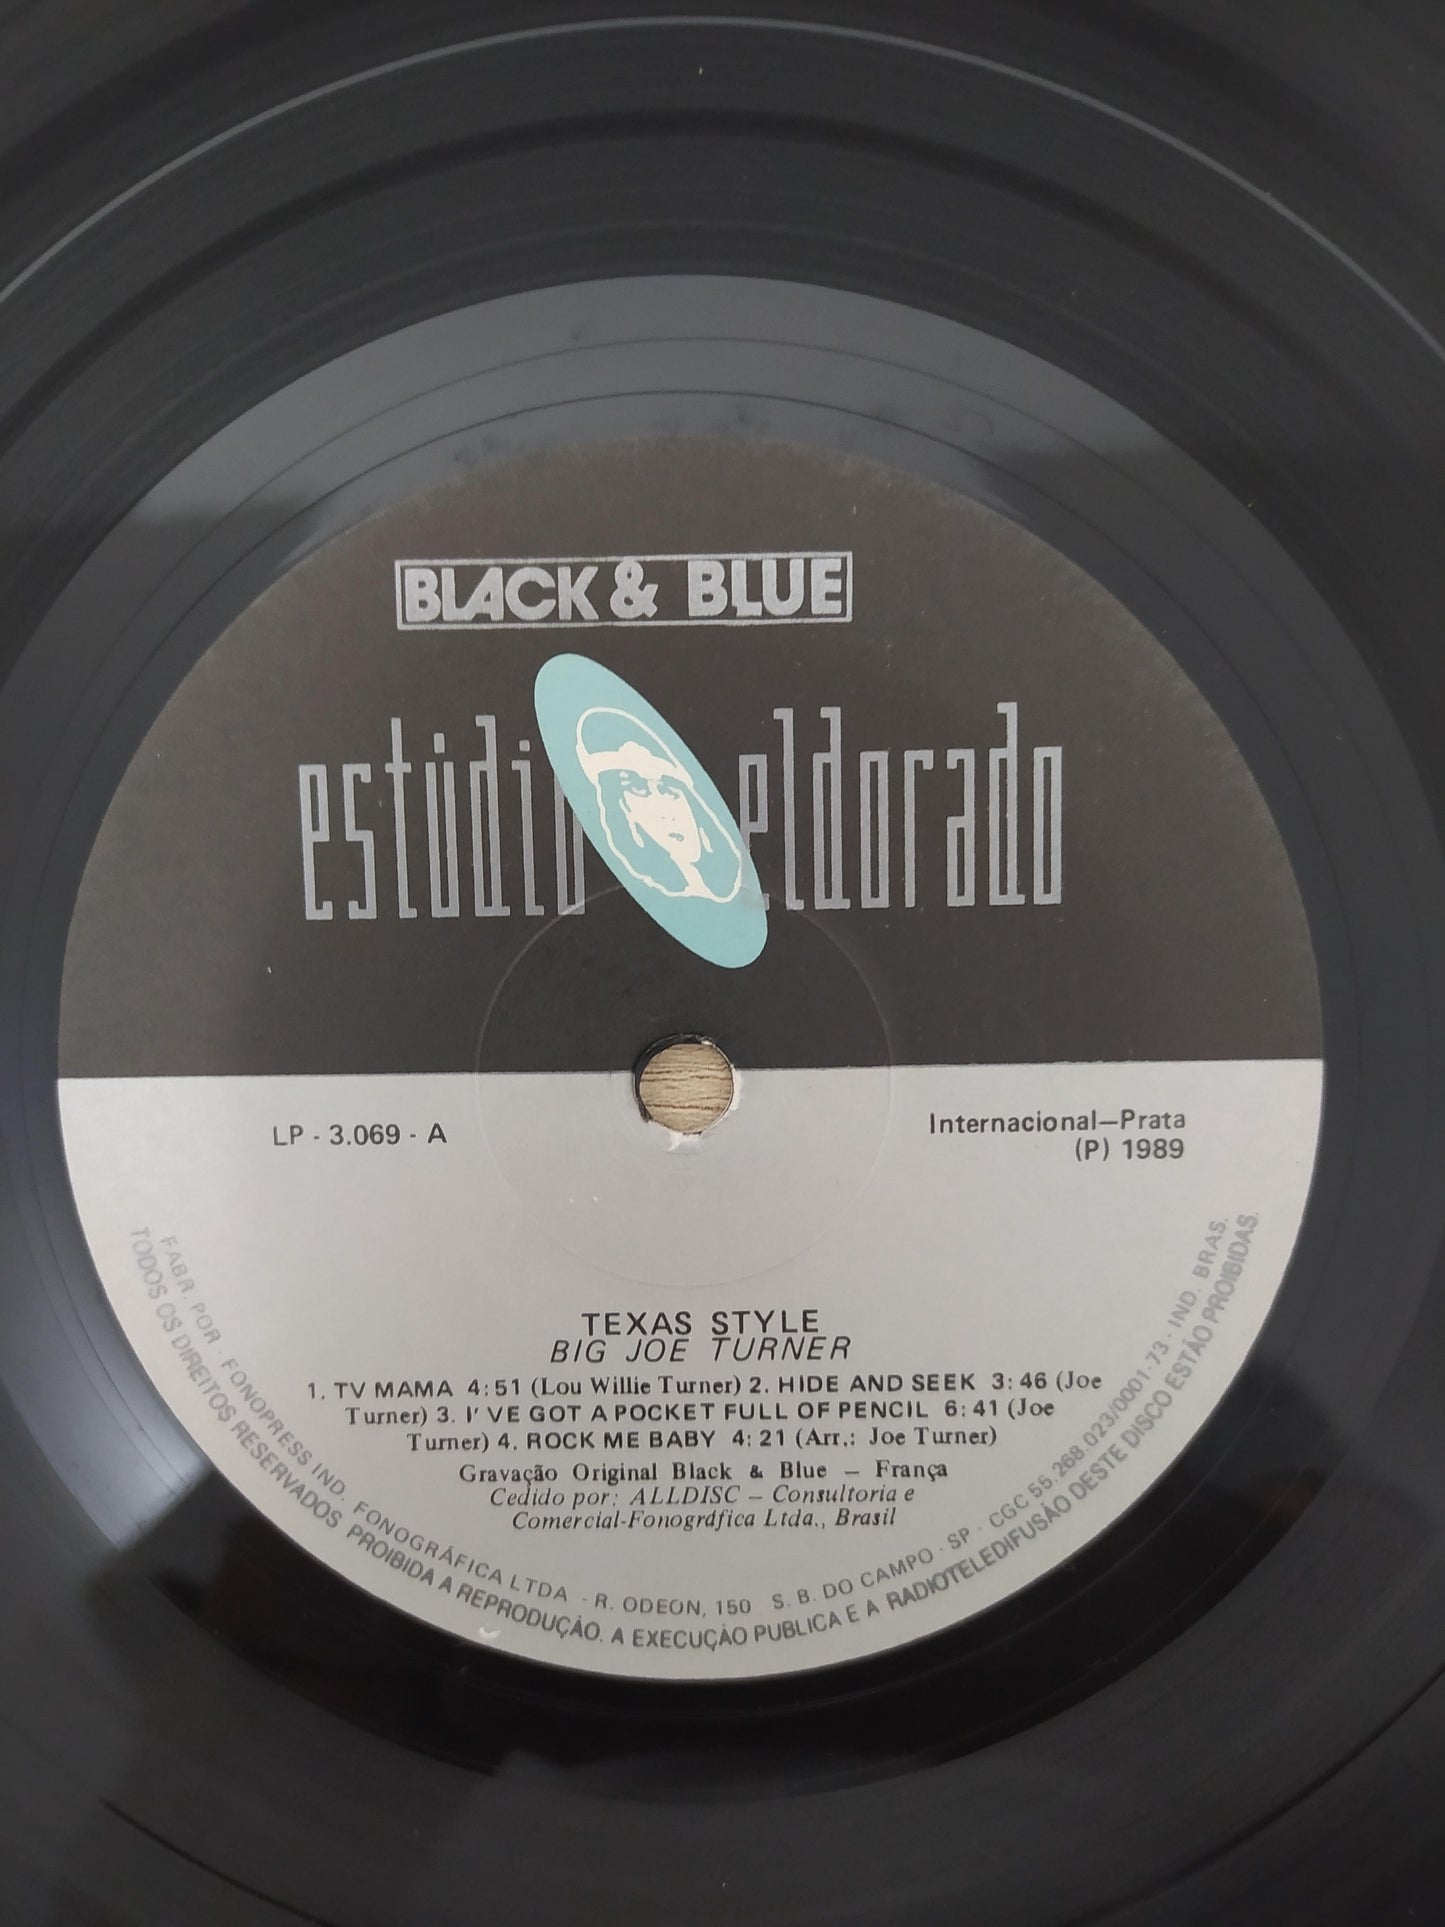 BLACK & BLUE
estúdio eldorado
LP - 3.069 - A
Internacional—Prata
(P) 1989
TEXAS STYLE
BIG JOE TURNER
1. TV MAMA 4:51 (Lou Willie Turner) 2. HIDE AND SEEK 3:46 (Joe
Turner) 3. I'VE GOT A POCKET FULL OF PENCIL 6:41 (Joe
Turner) 4. ROCK ME BABY 4:21 (Arr.: Joe Turner)
Gravação Original Black & Blue – França
Cedido por: ALLDISC – Consultoria e
Comercial-Fonográfica Ltda., Brasil
FABR. POR - FONOPRESS IND. FONOGRÁFICA LTDA - R. ODEON, 150 S. B. DO CAMPO - SP - CGC 55.268.023/0001-73 - IND. BRAS.
TODOS OS DIREITOS RESERVADOS PROIBIDA A REPRODUÇÃO. A EXECUÇÃO PUBLICA E A RADIOTELEDIFUSÃO DESTE DISCO ESTÃO PROIBIDAS.